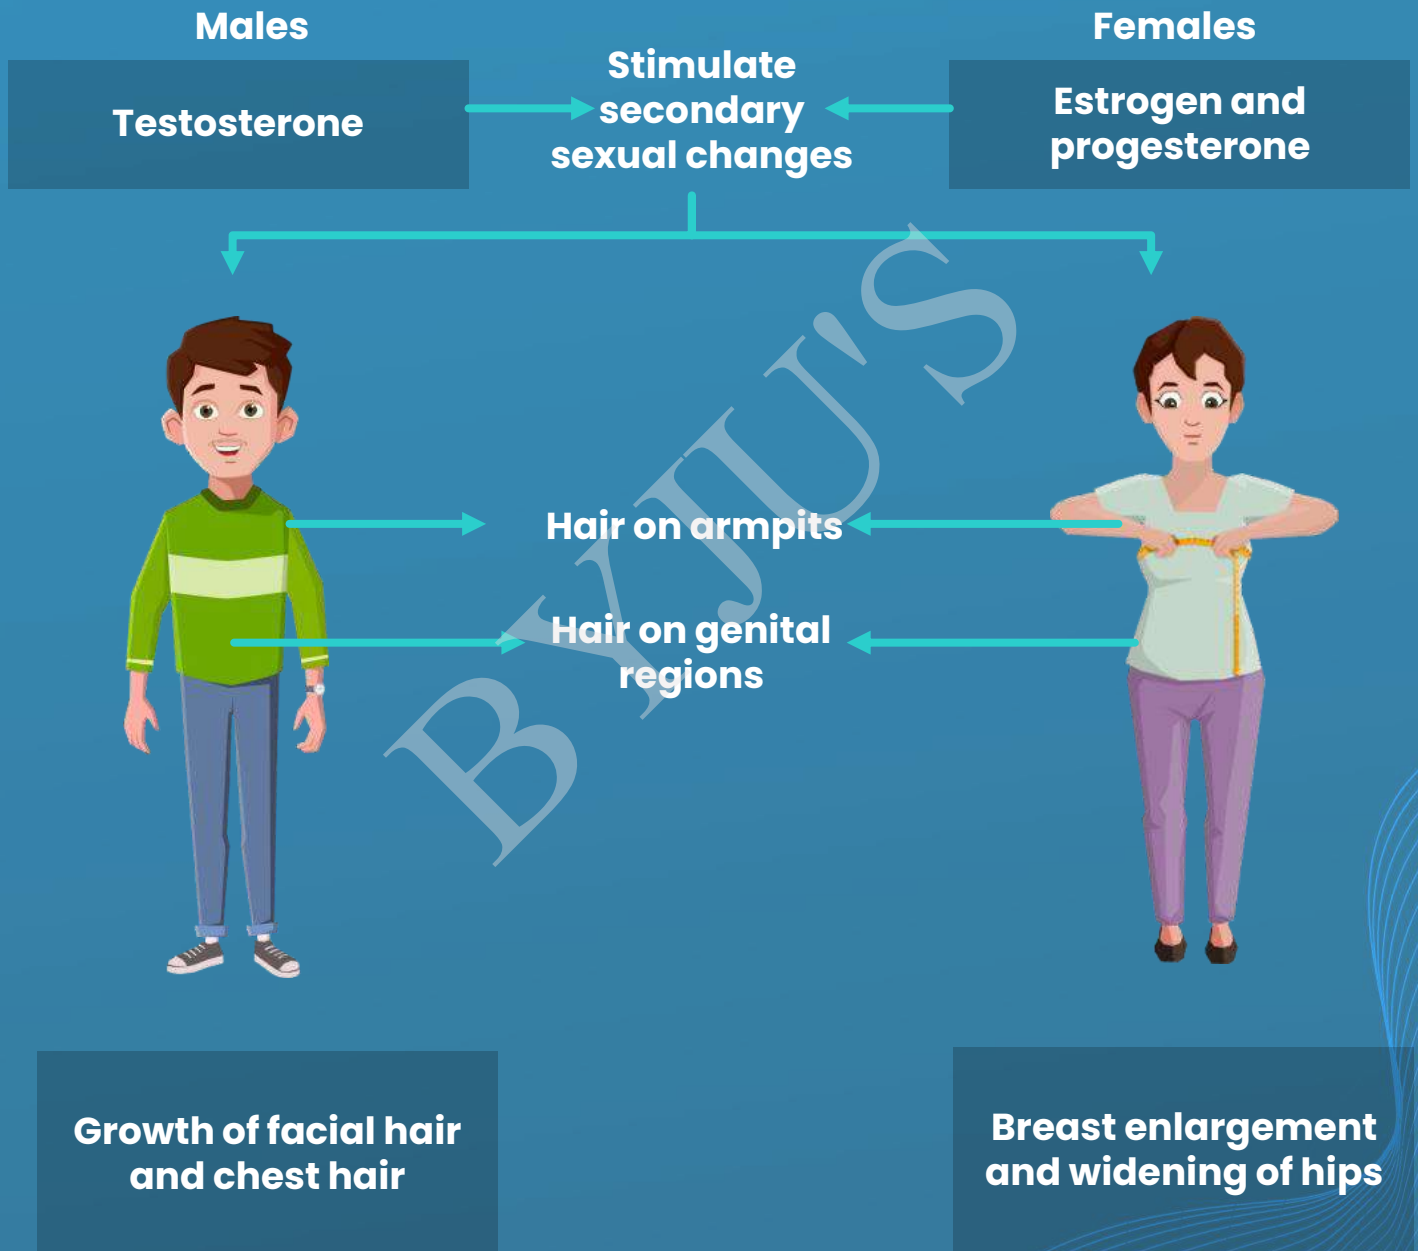 Males
Females
Testosterone
Stimulate
secondary
sexual changes
Estrogen and
progesterone
Hair on armpits
Hair on genital
regions
BYJU'S
Growth of facial hair
and chest hair
Breast enlargement
and widening of hips